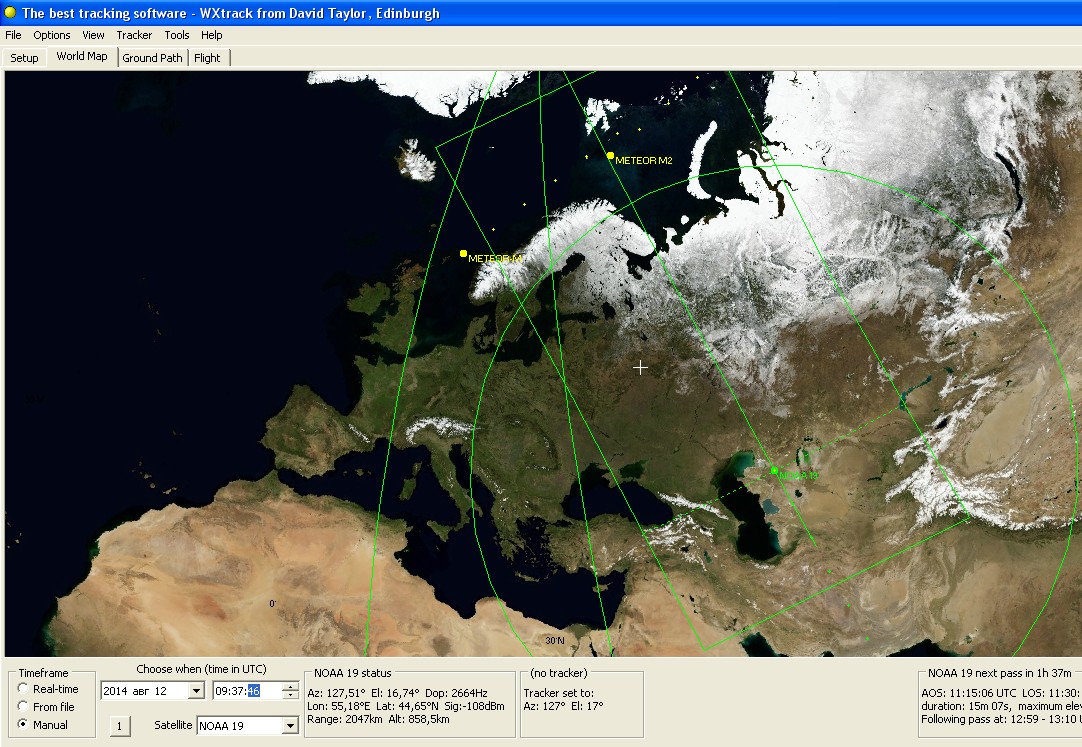 The best tracking software - WXtrack from David Taylor, Edinburgh
File Options View Tracker Tools Help
Setup World Map Ground Path Flight
METEOR M2
METEOR M
NOAA 19
0°
30°N
Timeframe
Real-time
From file
Manual
Choose when (time in UTC)
2014 авг 12 09:37:46
1 Satellite NOAA 19
NOAA 19 status
Az: 127,51° El: 16,74° Dop: 2664Hz
Lon: 55,18°E Lat: 44,65°N Sig:-108dBm
Range: 2047km Alt: 858,5km
(no tracker)
Tracker set to:
Az: 127° El: 17°
NOAA 19 next pass in 1h 37m
AOS: 11:15:06 UTC LOS: 11:30:
duration: 15m 07s, maximum elev
Following pass at: 12:59 - 13:10 U